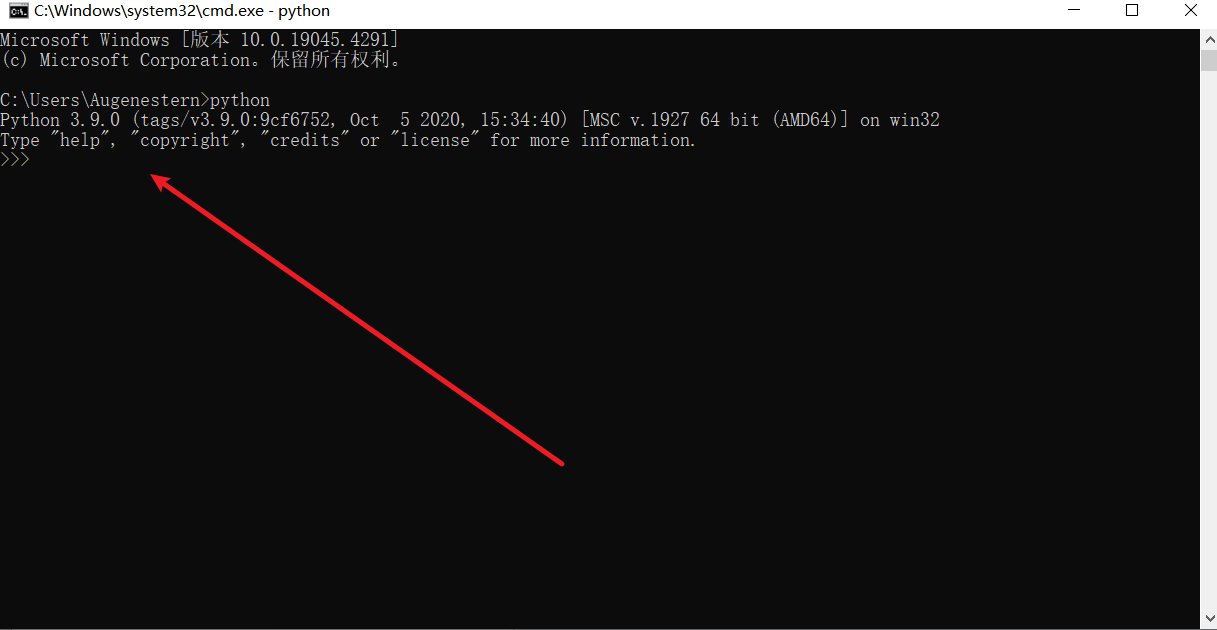 C:\Windows\system32\cmd.exe - python
Microsoft Windows [版本 10.0.19045.4291]
(c) Microsoft Corporation。保留所有权利。
C:\Users\Augenestern>python
Python 3.9.0 (tags/v3.9.0:9cf6752, Oct  5 2020, 15:34:40) [MSC v.1927 64 bit (AMD64)] on win32
Type "help", "copyright", "credits" or "license" for more information.
>>>